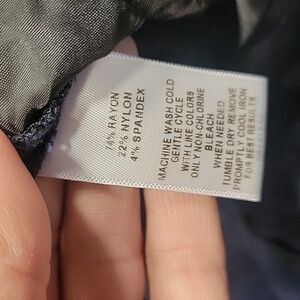 74% RAYON
22% NYLON
4% SPANDEX
MACHINE WASH COLD
GENTLE CYCLE
WITH LIKE COLORS
ONLY NON-CHLORINE
BLEACH
WHEN NEEDED
TUMBLE DRY REMOVE
PROMPTLY COOL IRON
FOR BEST RESULTS